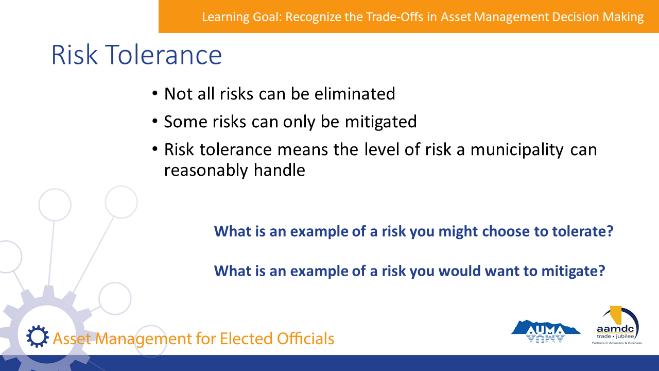 Learning Goal: Recognize the Trade-Offs in Asset Management Decision Making
Risk Tolerance
• Not all risks can be eliminated
• Some risks can only be mitigated
• Risk tolerance means the level of risk a municipality can
reasonably handle
What is an example of a risk you might choose to tolerate?
What is an example of a risk you would want to mitigate?
Asset Management for Elected Officials
AUMA
aamdc
trade • jubilee